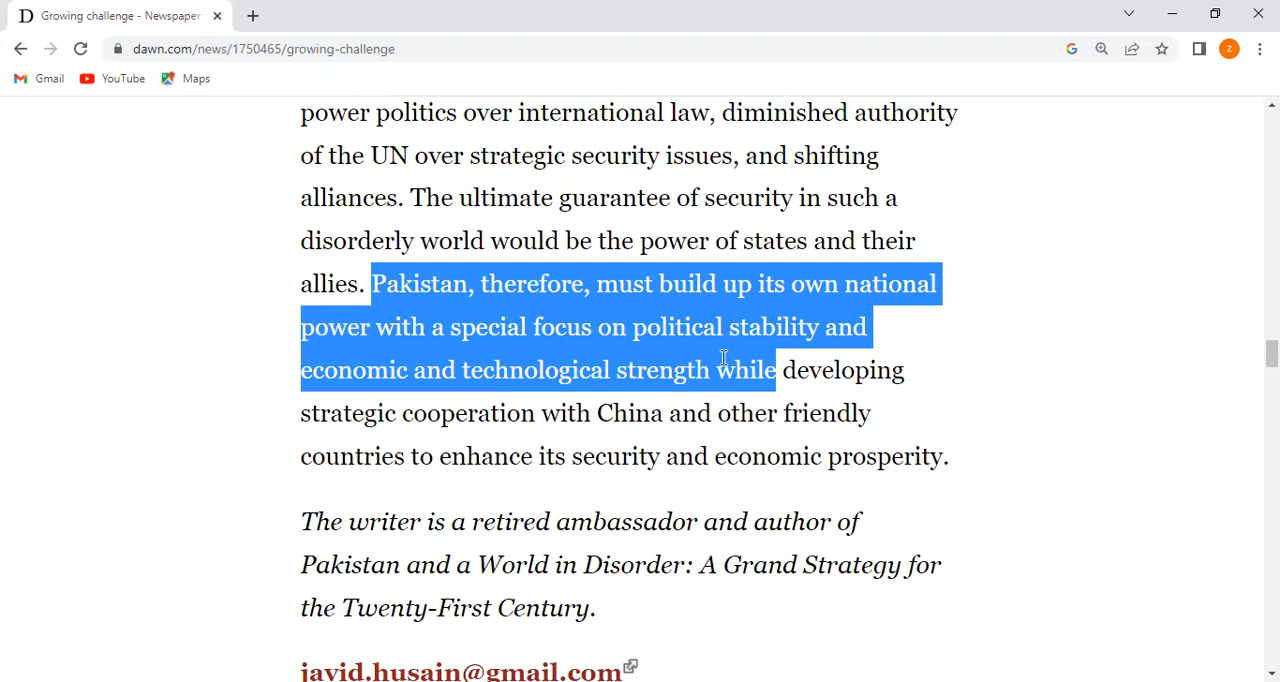 D Growing challenge - Newspaper
dawn.com/news/1750465/growing-challenge
Z
Gmail YouTube Maps
power politics over international law, diminished authority
of the UN over strategic security issues, and shifting
alliances. The ultimate guarantee of security in such a
disorderly world would be the power of states and their
allies. Pakistan, therefore, must build up its own national
power with a special focus on political stability and
economic and technological strength while developing
strategic cooperation with China and other friendly
countries to enhance its security and economic prosperity.
The writer is a retired ambassador and author of
Pakistan and a World in Disorder: A Grand Strategy for
the Twenty-First Century.
javid.husain@gmail.com